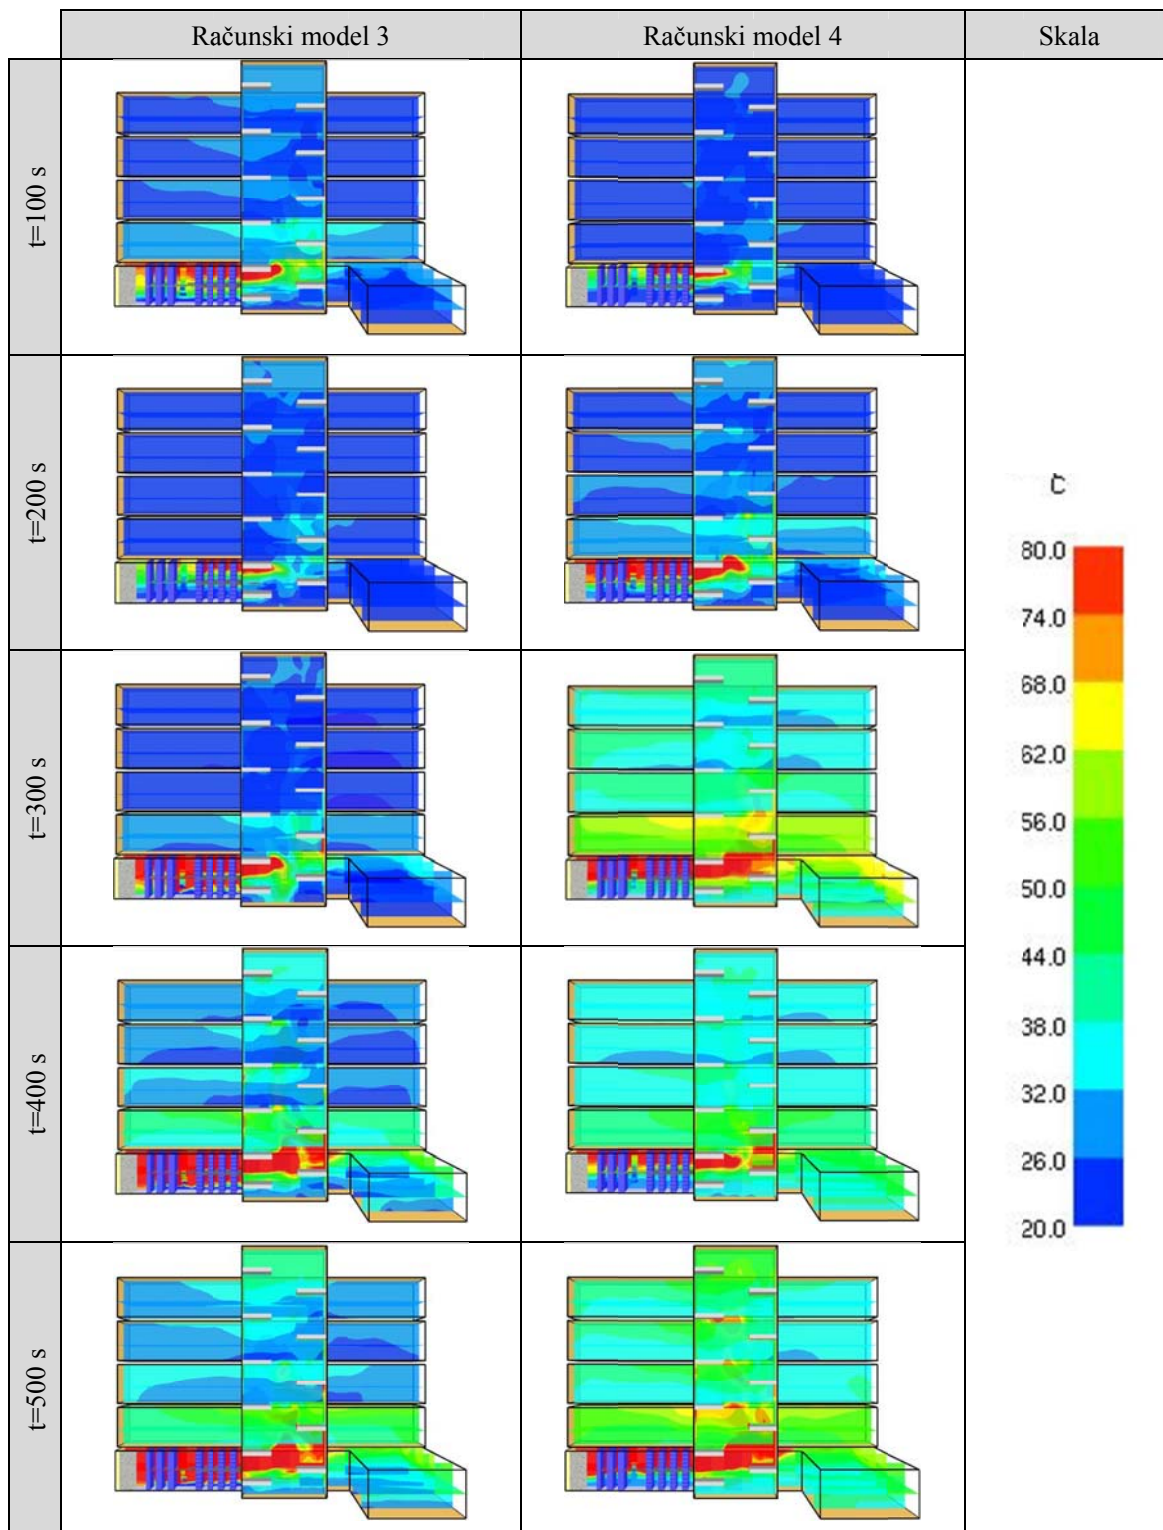 Računski model 3
Računski model 4
Skala
t=100 s
t=200 s
t=300 s
t=400 s
t=500 s
C
80.0
74.0
68.0
62.0
56.0
50.0
44.0
38.0
32.0
26.0
20.0